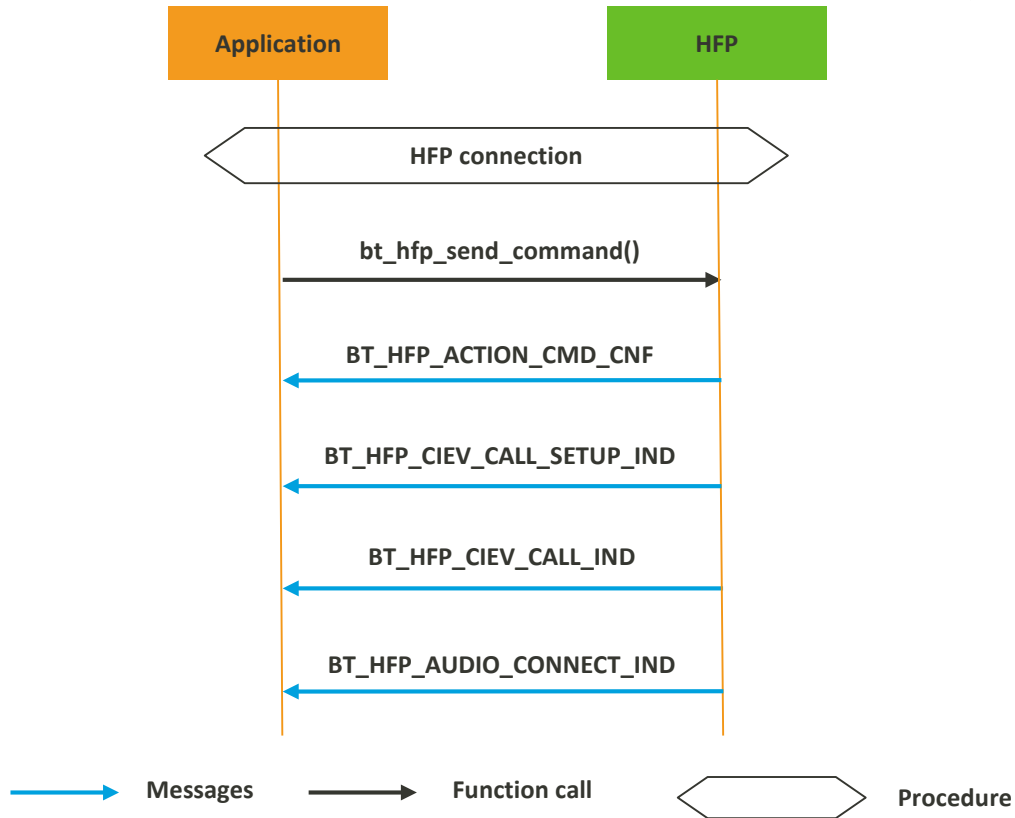 Application
HFP
HFP connection
bt_hfp_send_command()
BT_HFP_ACTION_CMD_CNF
BT_HFP_CIEV_CALL_SETUP_IND
BT_HFP_CIEV_CALL_IND
BT_HFP_AUDIO_CONNECT_IND
Messages
Function call
Procedure